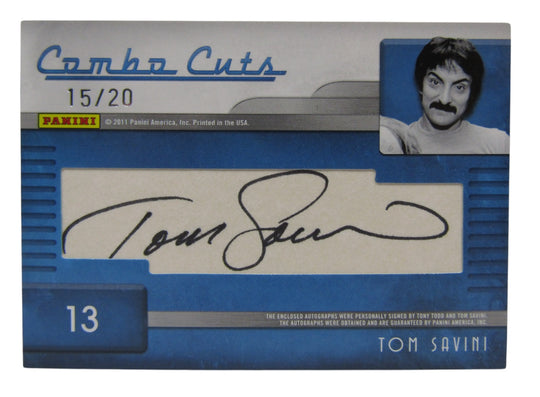 Combo Cuts
15/20
PANINI © 2011 Panini America, Inc. Printed in the USA.
Tom Savini
13
THE ENCLOSED AUTOGRAPHS WERE PERSONALLY SIGNED BY TONY TODD AND TOM SAVINI.
THE AUTOGRAPHS WERE OBTAINED AND ARE GUARANTEED BY PANINI AMERICA, INC.
TOM SAVINI